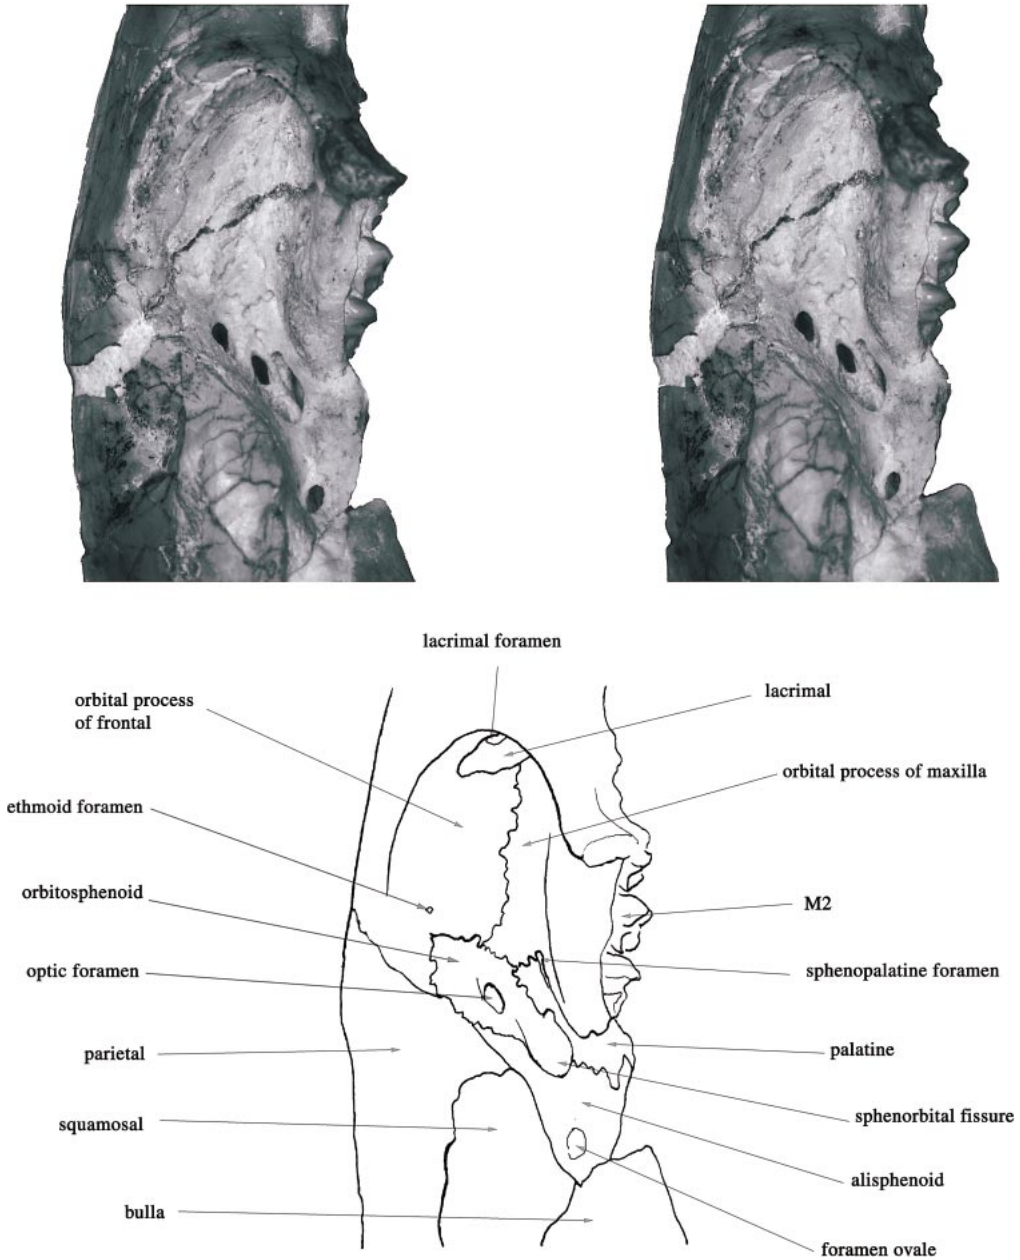 lacrimal foramen
lacrimal
orbital process
of frontal
orbital process of maxilla
ethmoid foramen
orbitosphenoid
M2
optic foramen
sphenopalatine foramen
parietal
palatine
squamosal
sphenorbital fissure
alisphenoid
bulla
foramen ovale